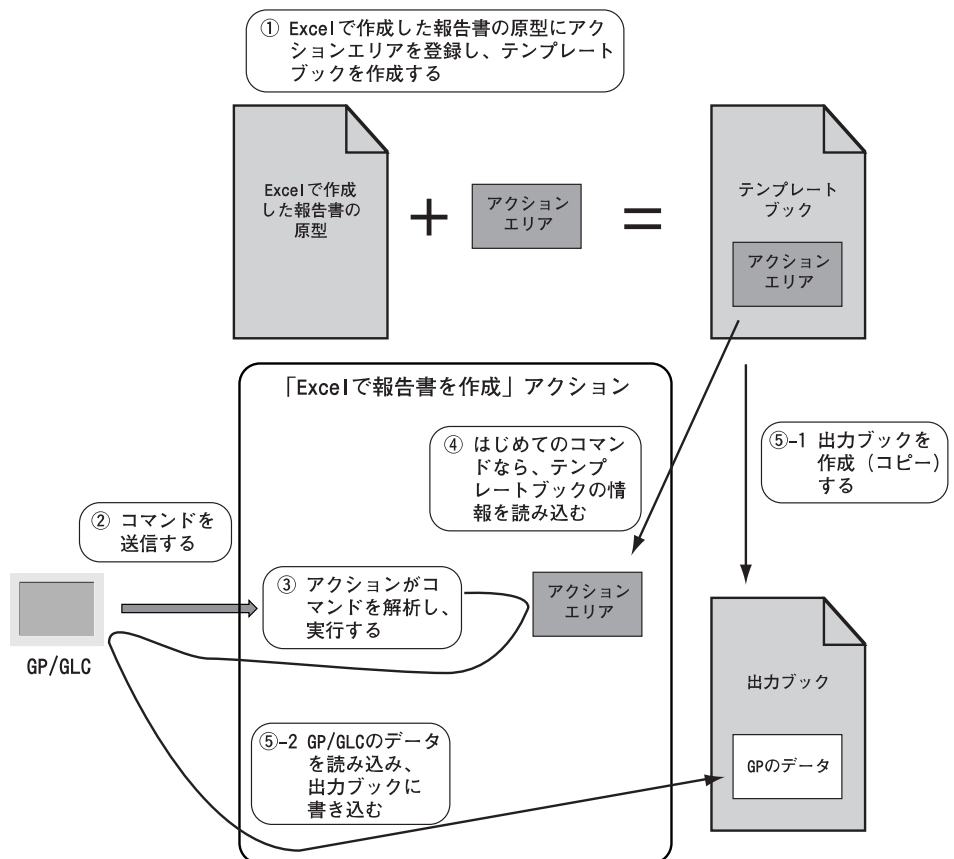 ① Excelで作成した報告書の原型にアク
ションエリアを登録し、テンプレート
ブックを作成する
Excelで作成
した報告書の
原型
+
アクション
エリア
=
テンプレート
ブック
アクション
エリア
「Excelで報告書を作成」アクション
④ はじめてのコマン
ドなら、テンプ
レートブックの情
報を読み込む
⑤-1 出力ブックを
作成（コピー）
する
② コマンドを
送信する
③ アクションがコ
マンドを解析し、
実行する
アクション
エリア
GP/GLC
出力ブック
GPのデータ
⑤-2 GP/GLCのデータ
を読み込み、
出力ブックに
書き込む